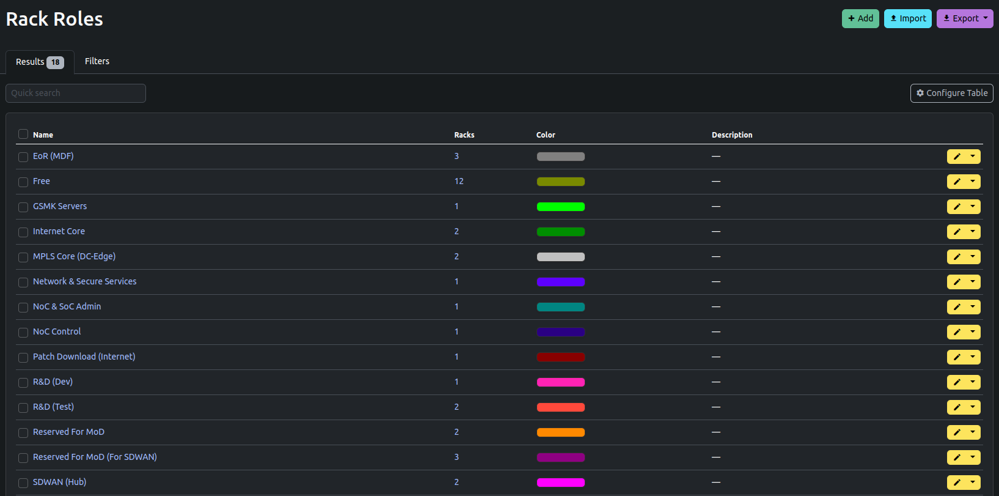 Rack Roles
Add Import Export
Results 18 Filters
Quick search Configure Table
Name Racks Color Description
EoR (MDF) 3 —
Free 12 —
GSMK Servers 1 —
Internet Core 2 —
MPLS Core (DC-Edge) 2 —
Network & Secure Services 1 —
NoC & SoC Admin 1 —
NoC Control 1 —
Patch Download (Internet) 1 —
R&D (Dev) 1 —
R&D (Test) 2 —
Reserved For MoD 2 —
Reserved For MoD (For SDWAN) 3 —
SDWAN (Hub) 2 —